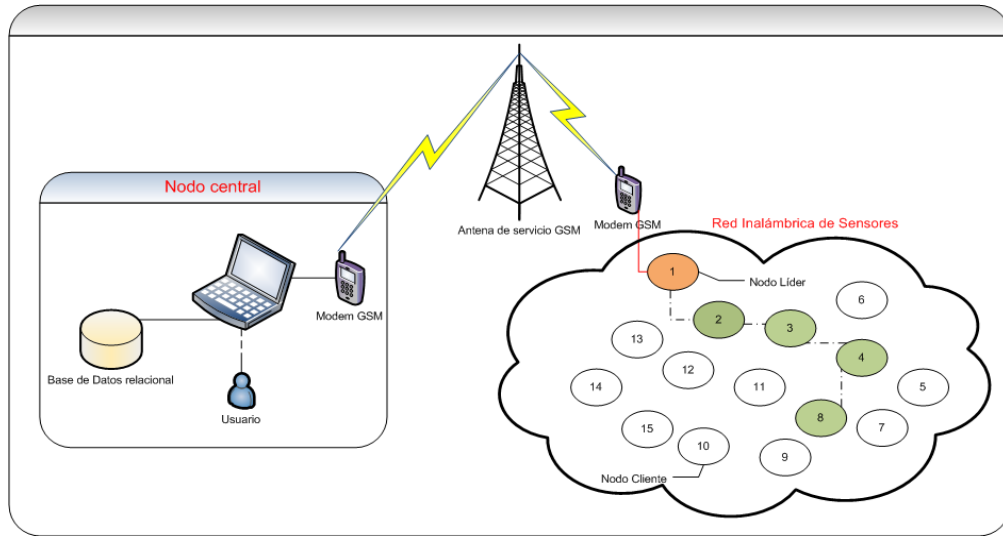 Nodo central
Base de Datos relacional
Usuario
Modem GSM
Antena de servicio GSM
Modem GSM
Red Inalámbrica de Sensores
1
Nodo Líder
2
3
6
13
4
12
11
14
5
8
15
7
10
9
Nodo Cliente